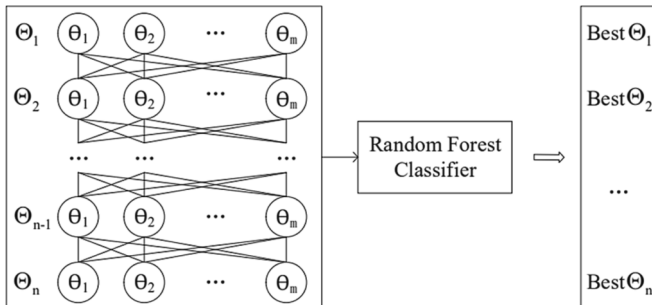 Θ₁ θ₁ θ₂ ... θₘ
Θ₂ θ₁ θ₂ ... θₘ
... ... ... ...
Θₙ₋₁ θ₁ θ₂ ... θₘ
Θₙ θ₁ θ₂ ... θₘ
Random Forest
Classifier
Best Θ₁
Best Θ₂
...
Best Θₙ